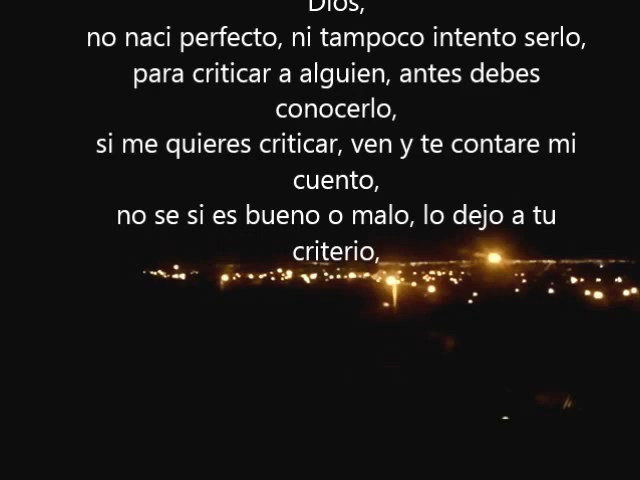 Dios,
no naci perfecto, ni tampoco intento serlo,
para criticar a alguien, antes debes
conocerlo,
si me quieres criticar, ven y te contare mi
cuento,
no se si es bueno o malo, lo dejo a tu
criterio,